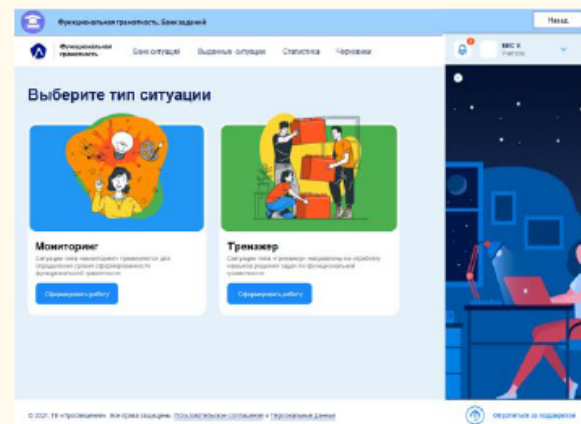 Функциональная грамотность. Банк заданий
Назад
Функциональная грамотность
Банк ситуаций
Выданные ситуации
Статистика
Черновики
Учитель
Выберите тип ситуации
Мониторинг
Ситуации типа «мониторинг» применяются для
определения уровня сформированности
функциональной грамотности
Сформировать работу
Тренажер
Ситуации типа «тренажер» направлены на отработку
навыков решения задач по функциональной
грамотности
Сформировать работу
© 2021, ГК «Просвещение». Все права защищены. Пользовательское соглашение и Персональные данные
Обратиться за поддержкой